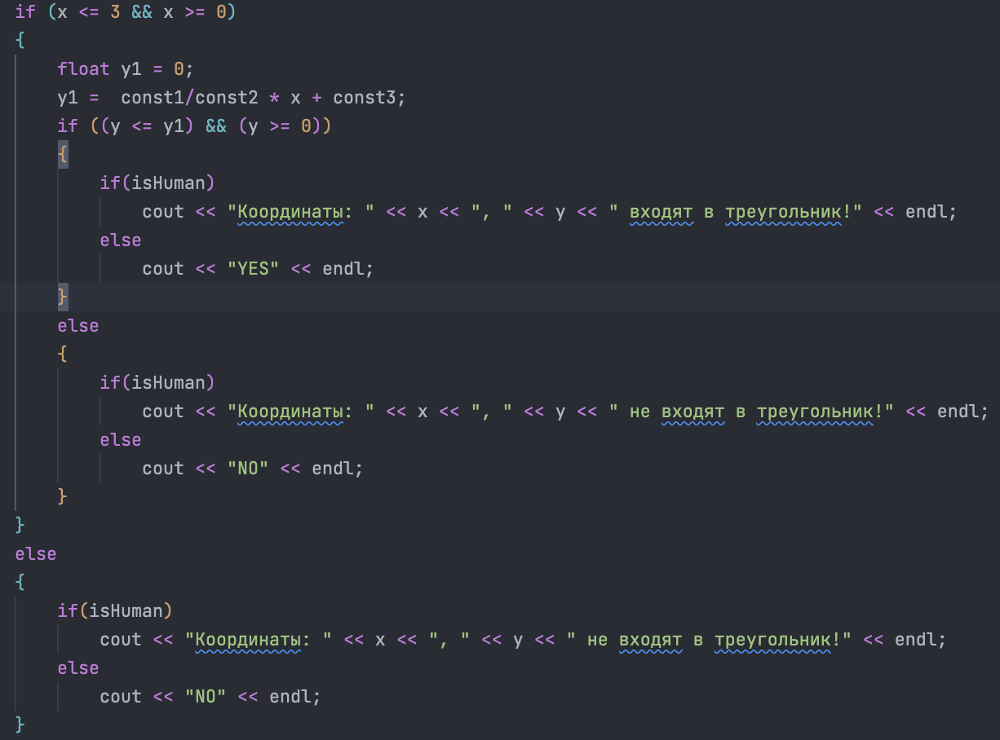 if (x <= 3 && x >= 0)
{
    float y1 = 0;
    y1 =  const1/const2 * x + const3;
    if ((y <= y1) && (y >= 0))
    {
        if(isHuman)
            cout << "Координаты: " << x << ", " << y << " входят в треугольник!" << endl;
        else
            cout << "YES" << endl;
    }
    else
    {
        if(isHuman)
            cout << "Координаты: " << x << ", " << y << " не входят в треугольник!" << endl;
        else
            cout << "NO" << endl;
    }
}
else
{
    if(isHuman)
        cout << "Координаты: " << x << ", " << y << " не входят в треугольник!" << endl;
    else
        cout << "NO" << endl;
}